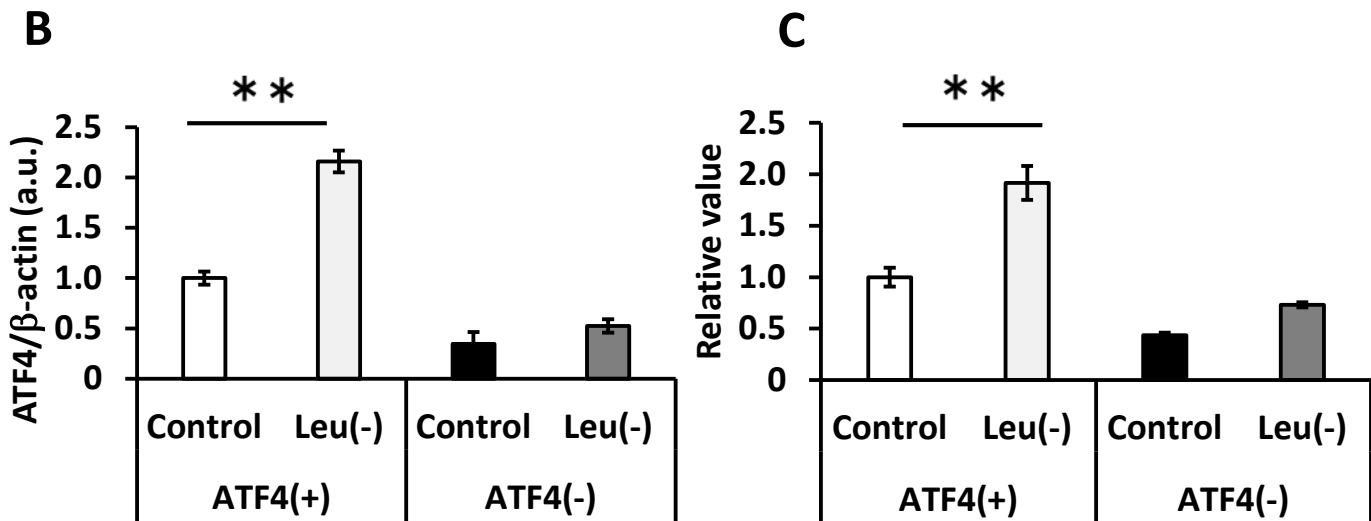 B
* *
ATF4/β-actin (a.u.)
2.5
2.0
1.5
1.0
0.5
0
Control Leu(-) Control Leu(-)
ATF4(+) ATF4(-)
C
* *
Relative value
2.5
2.0
1.5
1.0
0.5
0
Control Leu(-) Control Leu(-)
ATF4(+) ATF4(-)